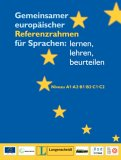 Gemeinsamer
europäischer
Referenzrahmen
für Sprachen: lernen,
lehren,
beurteilen
Niveau A1·A2·B1·B2·C1·C2
Langenscheidt